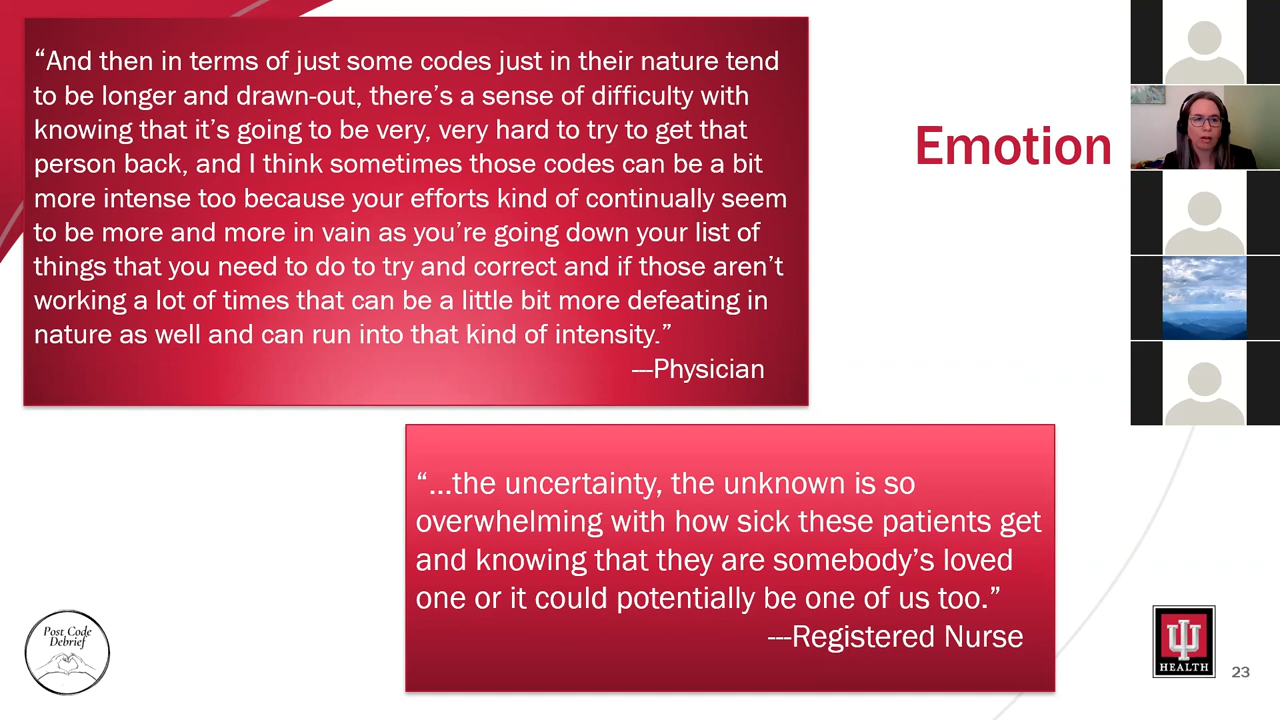 “And then in terms of just some codes just in their nature tend
to be longer and drawn-out, there’s a sense of difficulty with
knowing that it’s going to be very, very hard to try to get that
person back, and I think sometimes those codes can be a bit
more intense too because your efforts kind of continually seem
to be more and more in vain as you’re going down your list of
things that you need to do to try and correct and if those aren’t
working a lot of times that can be a little bit more defeating in
nature as well and can run into that kind of intensity.”
---Physician
Emotion
“...the uncertainty, the unknown is so
overwhelming with how sick these patients get
and knowing that they are somebody’s loved
one or it could potentially be one of us too.”
---Registered Nurse
Post Code
Debrief
IU
HEALTH
23